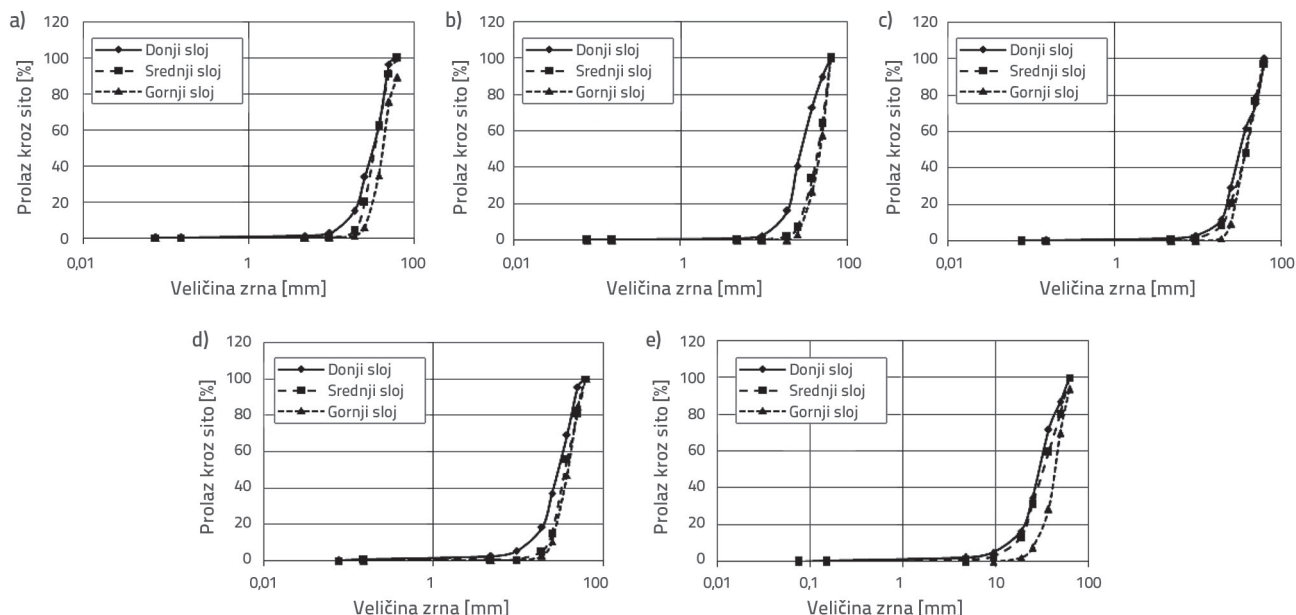 a)
Prolaz kroz sito [%]
120
100
80
60
40
20
0
Donji sloj
Srednji sloj
Gornji sloj
0,01
1
100
Veličina zrna [mm]
b)
Prolaz kroz sito [%]
120
100
80
60
40
20
0
Donji sloj
Srednji sloj
Gornji sloj
0,01
1
100
Veličina zrna [mm]
c)
Prolaz kroz sito [%]
120
100
80
60
40
20
0
Donji sloj
Srednji sloj
Gornji sloj
0,01
1
100
Veličina zrna [mm]
d)
Prolaz kroz sito [%]
120
100
80
60
40
20
0
Donji sloj
Srednji sloj
Gornji sloj
0,01
1
100
Veličina zrna [mm]
e)
Prolaz kroz sito [%]
120
100
80
60
40
20
0
Donji sloj
Srednji sloj
Gornji sloj
0,01
0,1
1
10
100
Veličina zrna [mm]